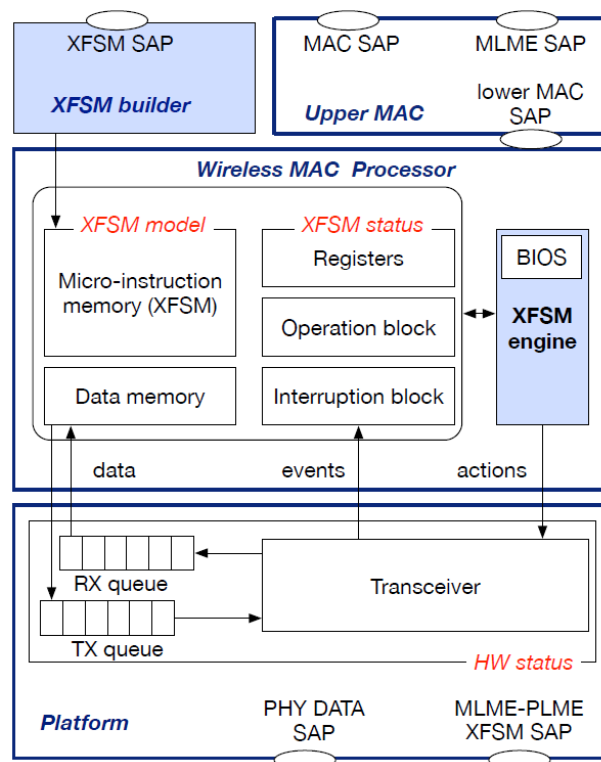 XFSM SAP
XFSM builder
MAC SAP
MLME SAP
lower MAC
SAP
Upper MAC
Wireless MAC Processor
XFSM model
Micro-instruction
memory (XFSM)
Data memory
XFSM status
Registers
Operation block
Interruption block
BIOS
XFSM
engine
data
events
actions
RX queue
TX queue
Transceiver
HW status
Platform
PHY DATA
SAP
MLME-PLME
XFSM SAP